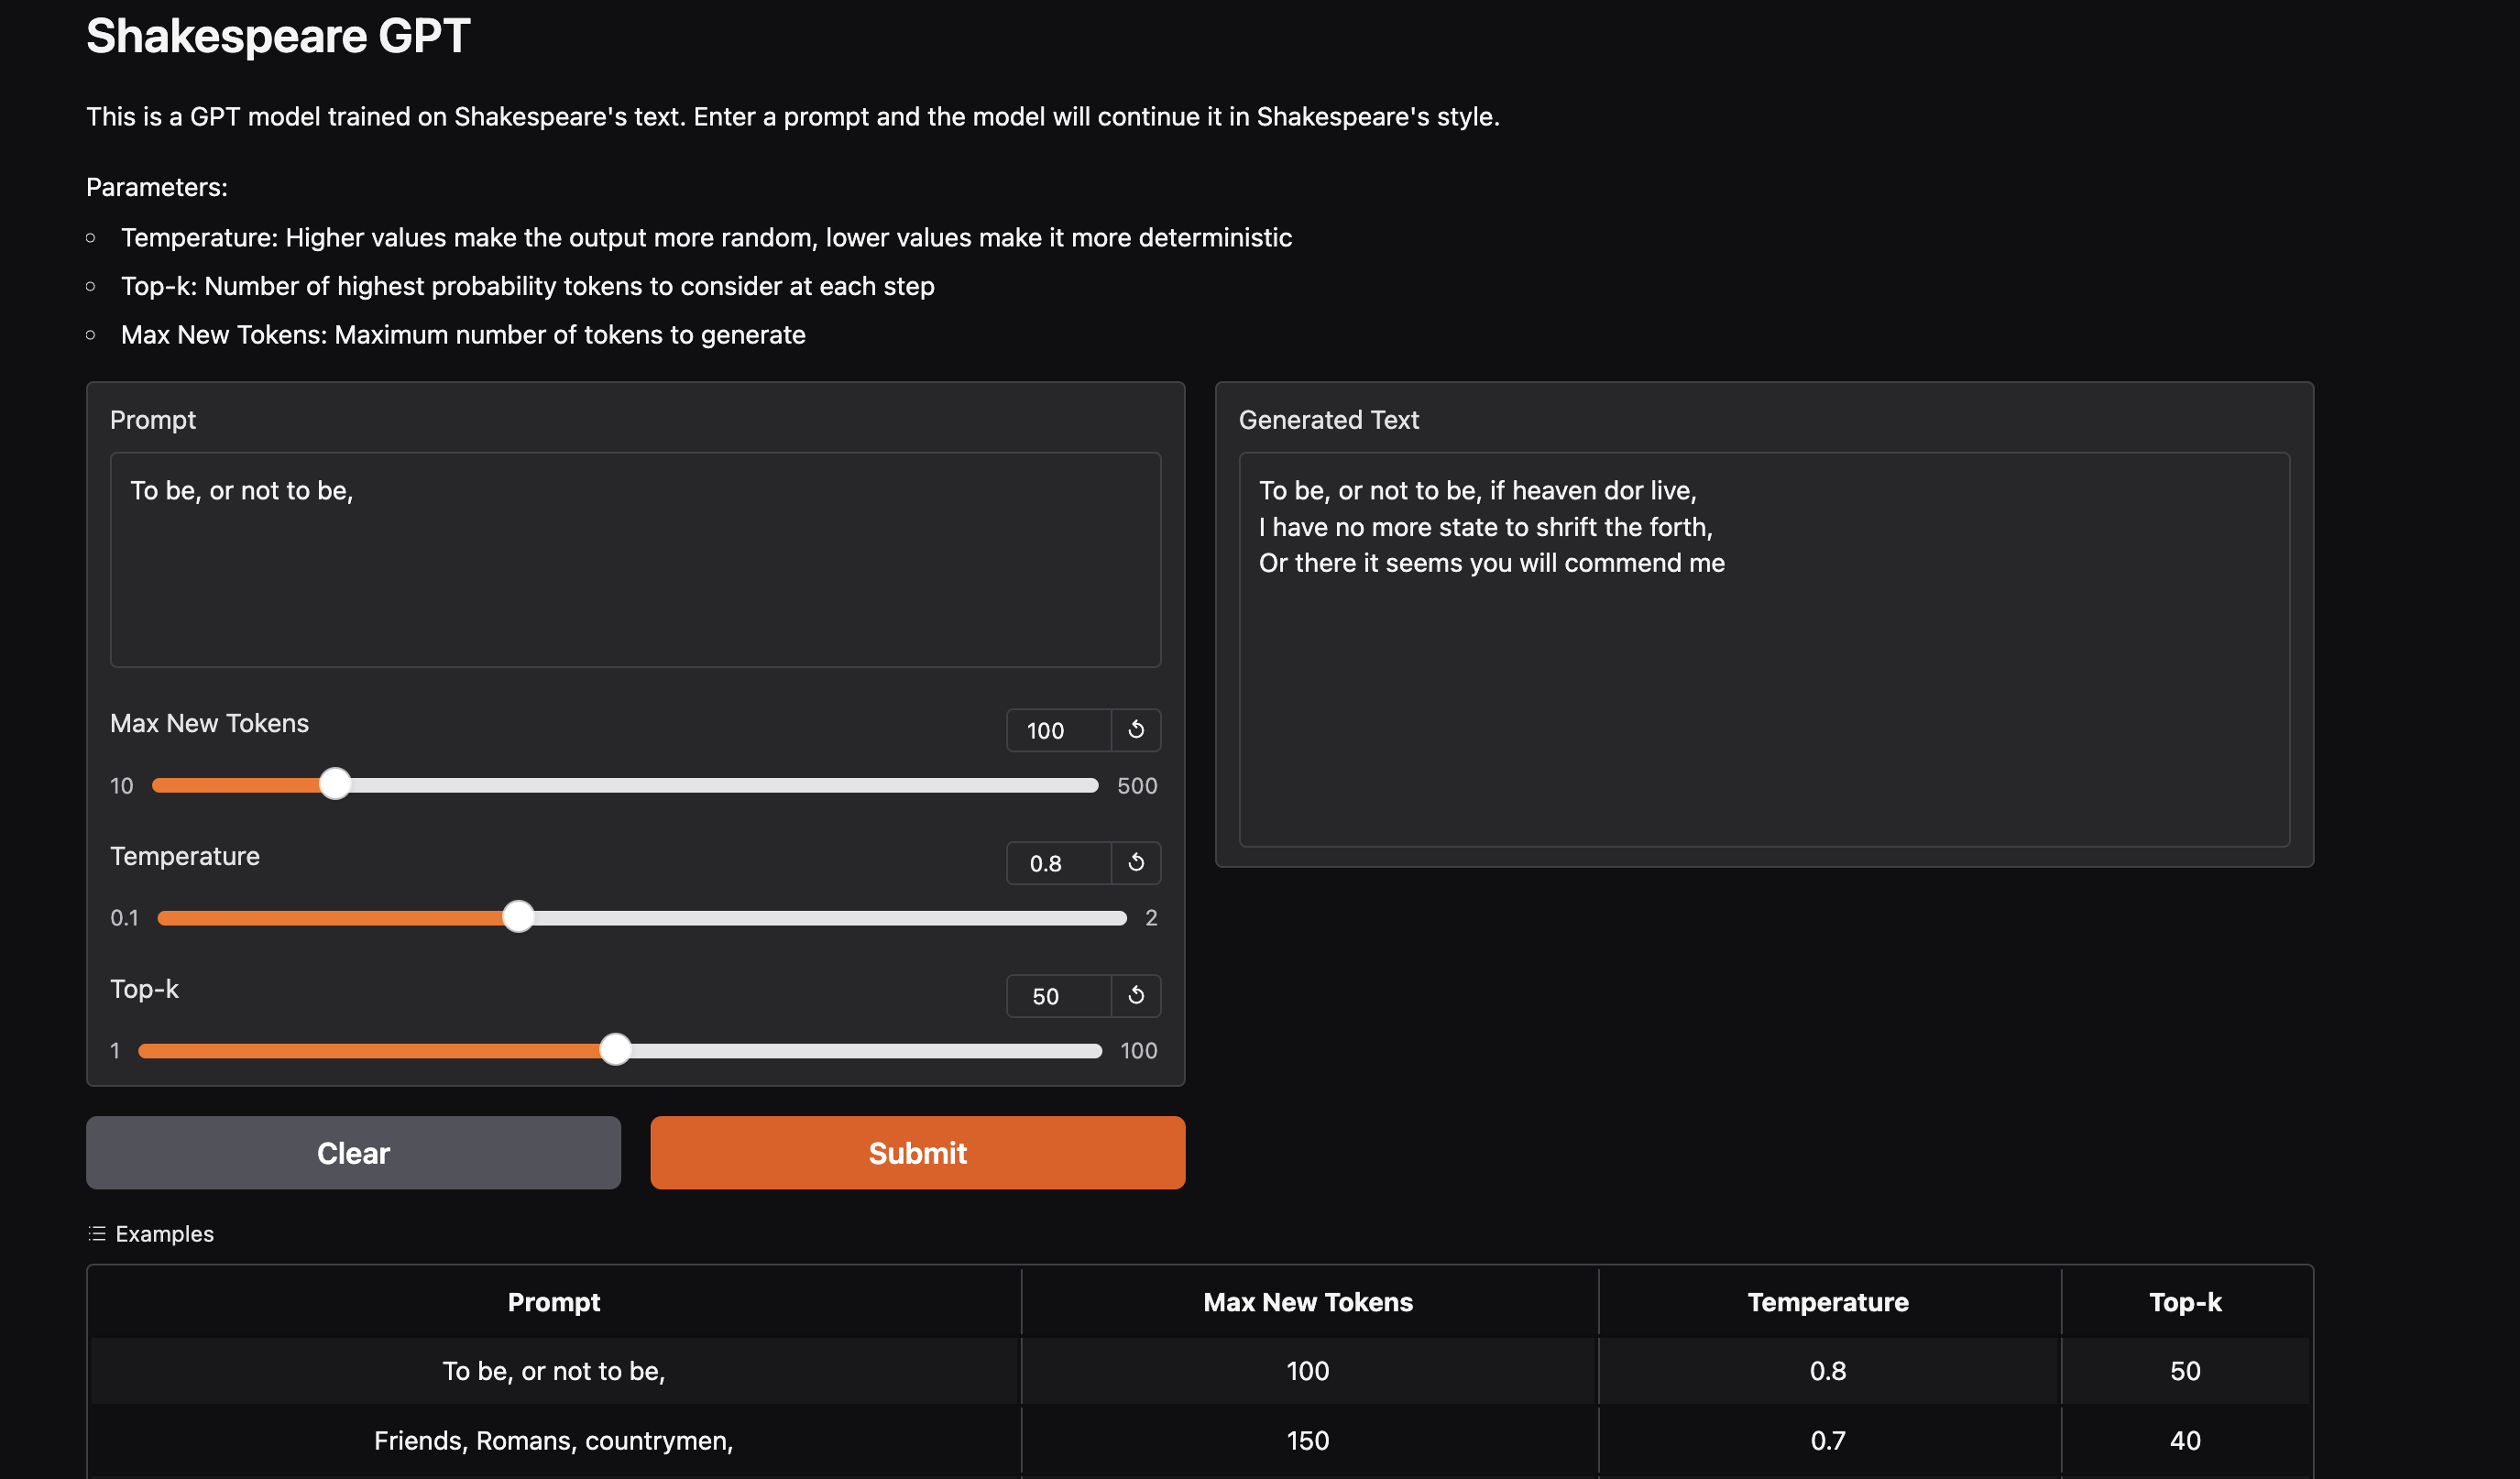 Shakespeare GPT
This is a GPT model trained on Shakespeare's text. Enter a prompt and the model will continue it in Shakespeare's style.
Parameters:
Temperature: Higher values make the output more random, lower values make it more deterministic
Top-k: Number of highest probability tokens to consider at each step
Max New Tokens: Maximum number of tokens to generate
Prompt
To be, or not to be,
Max New Tokens
100
10
500
Temperature
0.8
0.1
2
Top-k
50
1
100
Generated Text
To be, or not to be, if heaven dor live,
I have no more state to shrift the forth,
Or there it seems you will commend me
Clear
Submit
Examples
Prompt Max New Tokens Temperature Top-k
To be, or not to be, 100 0.8 50
Friends, Romans, countrymen, 150 0.7 40